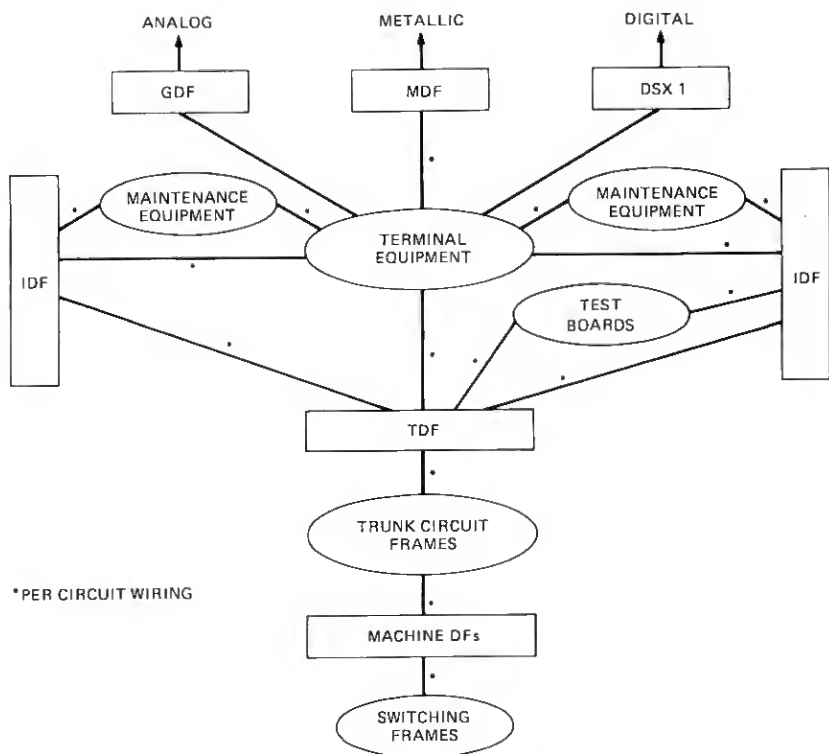 ANALOG
METALLIC
DIGITAL
GDF
MDF
DSX 1
*
MAINTENANCE
EQUIPMENT
MAINTENANCE
EQUIPMENT
*
*
*
*
TERMINAL
EQUIPMENT
IDF
*
*
IDF
TEST
BOARDS
*
*
*
*
*
TDF
*
TRUNK CIRCUIT
FRAMES
*PER CIRCUIT WIRING
*
MACHINE DFs
*
SWITCHING
FRAMES